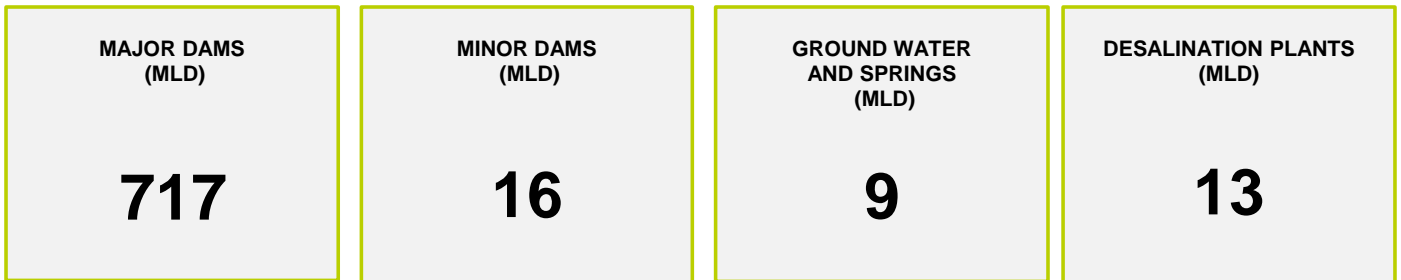 MAJOR DAMS
(MLD)
717
MINOR DAMS
(MLD)
16
GROUND WATER
AND SPRINGS
(MLD)
9
DESALINATION PLANTS
(MLD)
13